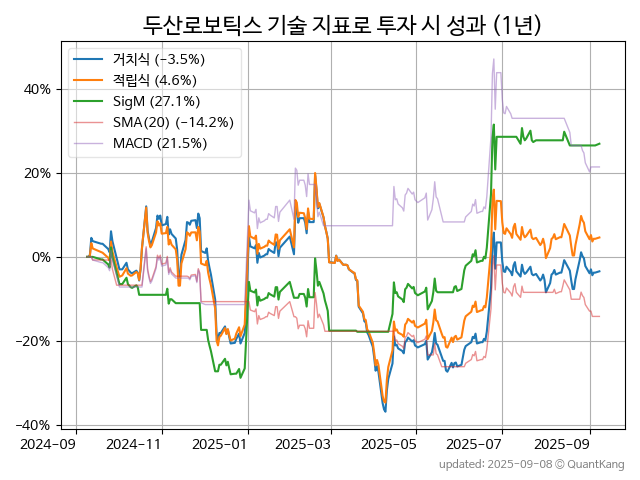 두산로보틱스 기술 지표로 투자 시 성과 (1년)
거치식 (−3.5%)
적립식 (4.6%)
SigM (27.1%)
SMA(20) (−14.2%)
MACD (21.5%)
40%
20%
0%
−20%
−40%
2024-09 2024-11 2025-01 2025-03 2025-05 2025-07 2025-09
updated: 2025-09-08 © QuantKang